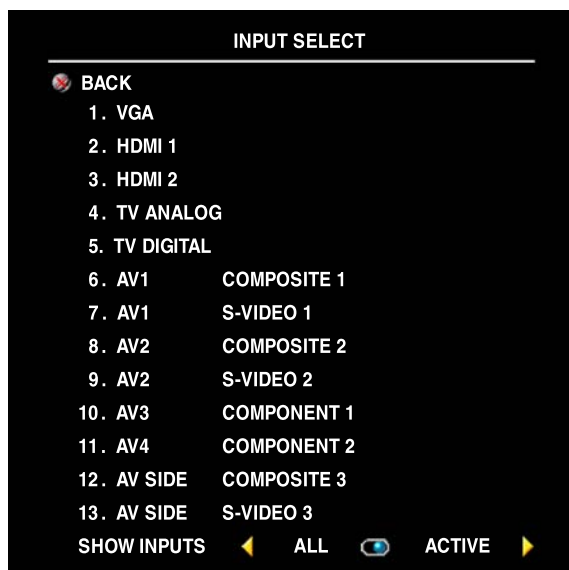 INPUT SELECT
BACK
1. VGA
2. HDMI 1
3. HDMI 2
4. TV ANALOG
5. TV DIGITAL
6. AV1 COMPOSITE 1
7. AV1 S-VIDEO 1
8. AV2 COMPOSITE 2
9. AV2 S-VIDEO 2
10. AV3 COMPONENT 1
11. AV4 COMPONENT 2
12. AV SIDE COMPOSITE 3
13. AV SIDE S-VIDEO 3
SHOW INPUTS ALL ACTIVE